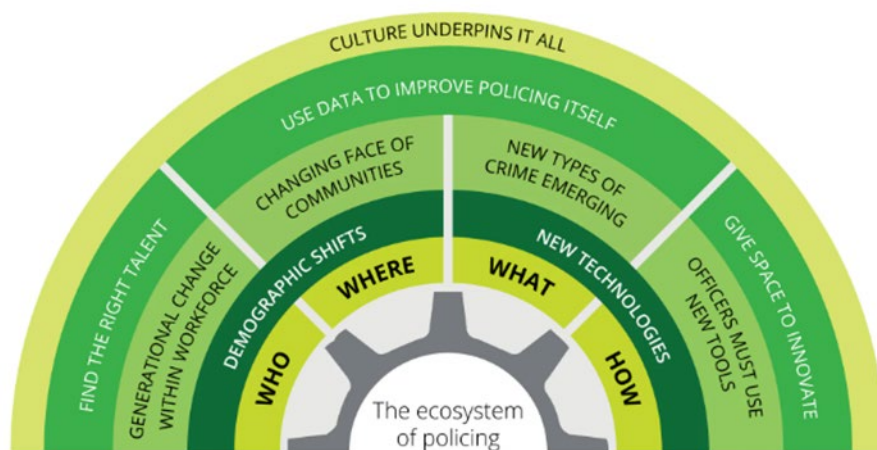 CULTURE UNDERPINS IT ALL
USE DATA TO IMPROVE POLICING ITSELF
FIND THE RIGHT TALENT
GIVE SPACE TO INNOVATE
GENERATIONAL CHANGE
WITHIN WORKFORCE
CHANGING FACE OF
COMMUNITIES
NEW TYPES OF
CRIME EMERGING
OFFICERS MUST USE
NEW TOOLS
DEMOGRAPHIC SHIFTS
NEW TECHNOLOGIES
WHO
WHERE
WHAT
HOW
The ecosystem
of policing